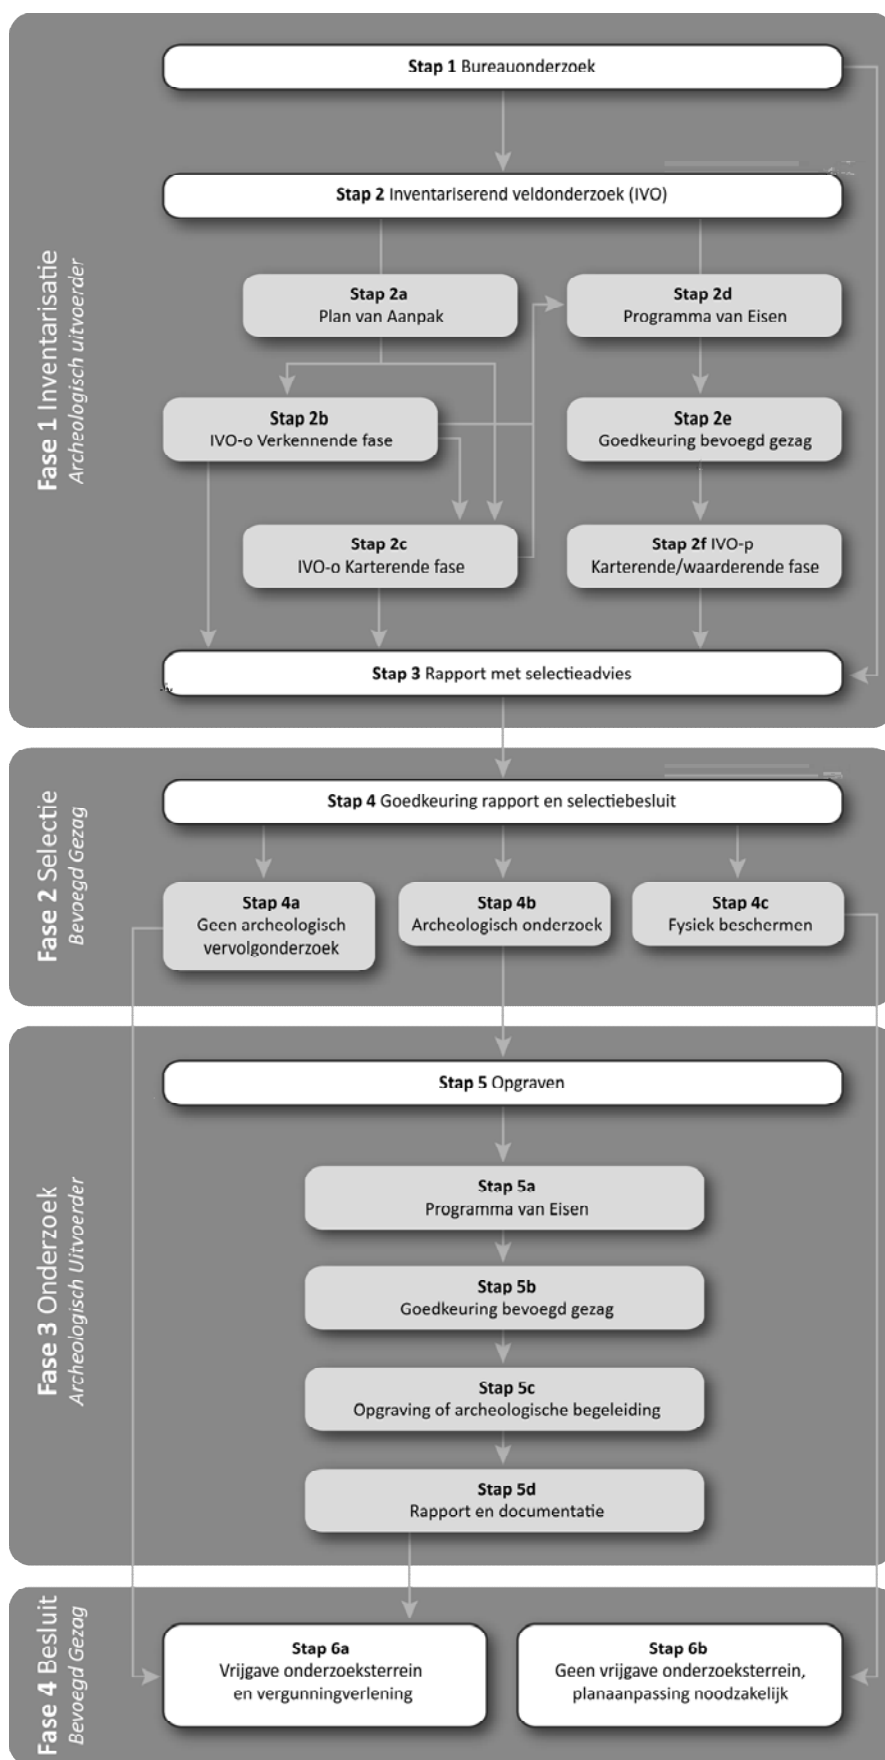 Fase 1 Inventarisatie
Archeologisch uitvoerder
Stap 1 Bureauonderzoek
Stap 2 Inventariserend veldonderzoek (IVO)
Stap 2a
Plan van Aanpak
Stap 2d
Programma van Eisen
Stap 2b
IVO-o Verkennende fase
Stap 2e
Goedkeuring bevoegd gezag
Stap 2c
IVO-o Karterende fase
Stap 2f IVO-p
Karterende/waarderende fase
Stap 3 Rapport met selectieadvies
Fase 2 Selectie
Bevoegd Gezag
Stap 4 Goedkeuring rapport en selectiebesluit
Stap 4a
Geen archeologisch
vervolgonderzoek
Stap 4b
Archeologisch onderzoek
Stap 4c
Fysiek beschermen
Fase 3 Onderzoek
Archeologisch Uitvoerder
Stap 5 Opgraven
Stap 5a
Programma van Eisen
Stap 5b
Goedkeuring bevoegd gezag
Stap 5c
Opgraving of archeologische begeleiding
Stap 5d
Rapport en documentatie
Fase 4 Besluit
Bevoegd Gezag
Stap 6a
Vrijgave onderzoeksterrein
en vergunningverlening
Stap 6b
Geen vrijgave onderzoeksterrein,
planaanpassing noodzakelijk